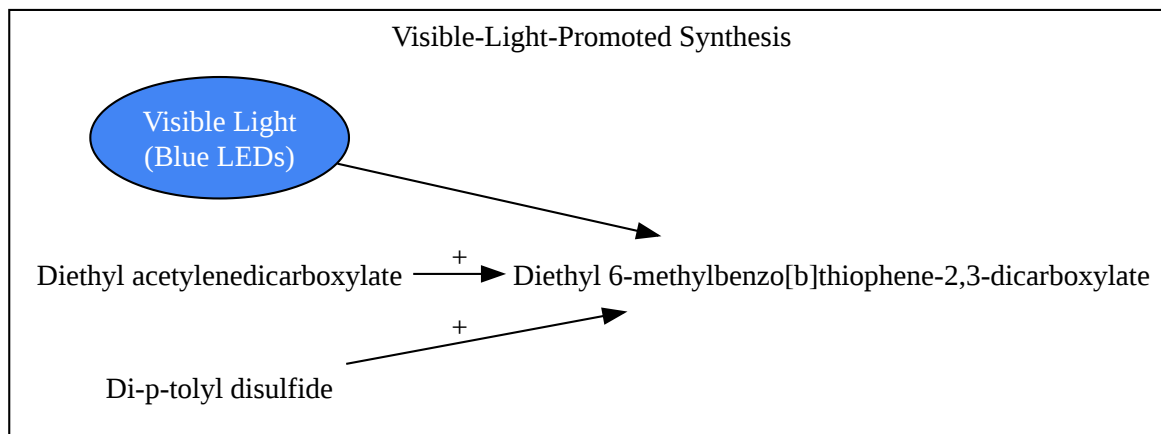 Visible-Light-Promoted Synthesis
Visible Light
(Blue LEDs)
+
Diethyl acetylenedicarboxylate
Diethyl 6-methylbenzo[b]thiophene-2,3-dicarboxylate
+
Di-p-tolyl disulfide